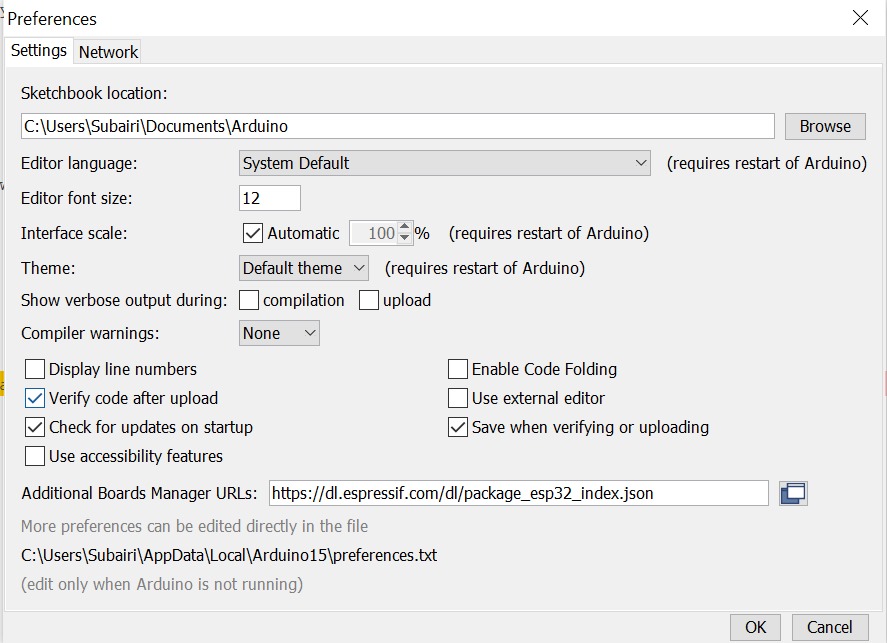 Preferences
Settings Network
Sketchbook location:
C:\Users\Subairi\Documents\Arduino Browse
Editor language: System Default (requires restart of Arduino)
Editor font size: 12
Interface scale: Automatic 100 % (requires restart of Arduino)
Theme: Default theme (requires restart of Arduino)
Show verbose output during: compilation upload
Compiler warnings: None
Display line numbers Enable Code Folding
Verify code after upload Use external editor
Check for updates on startup Save when verifying or uploading
Use accessibility features
Additional Boards Manager URLs: https://dl.espressif.com/dl/package_esp32_index.json
More preferences can be edited directly in the file
C:\Users\Subairi\AppData\Local\Arduino15\preferences.txt
(edit only when Arduino is not running)
OK Cancel